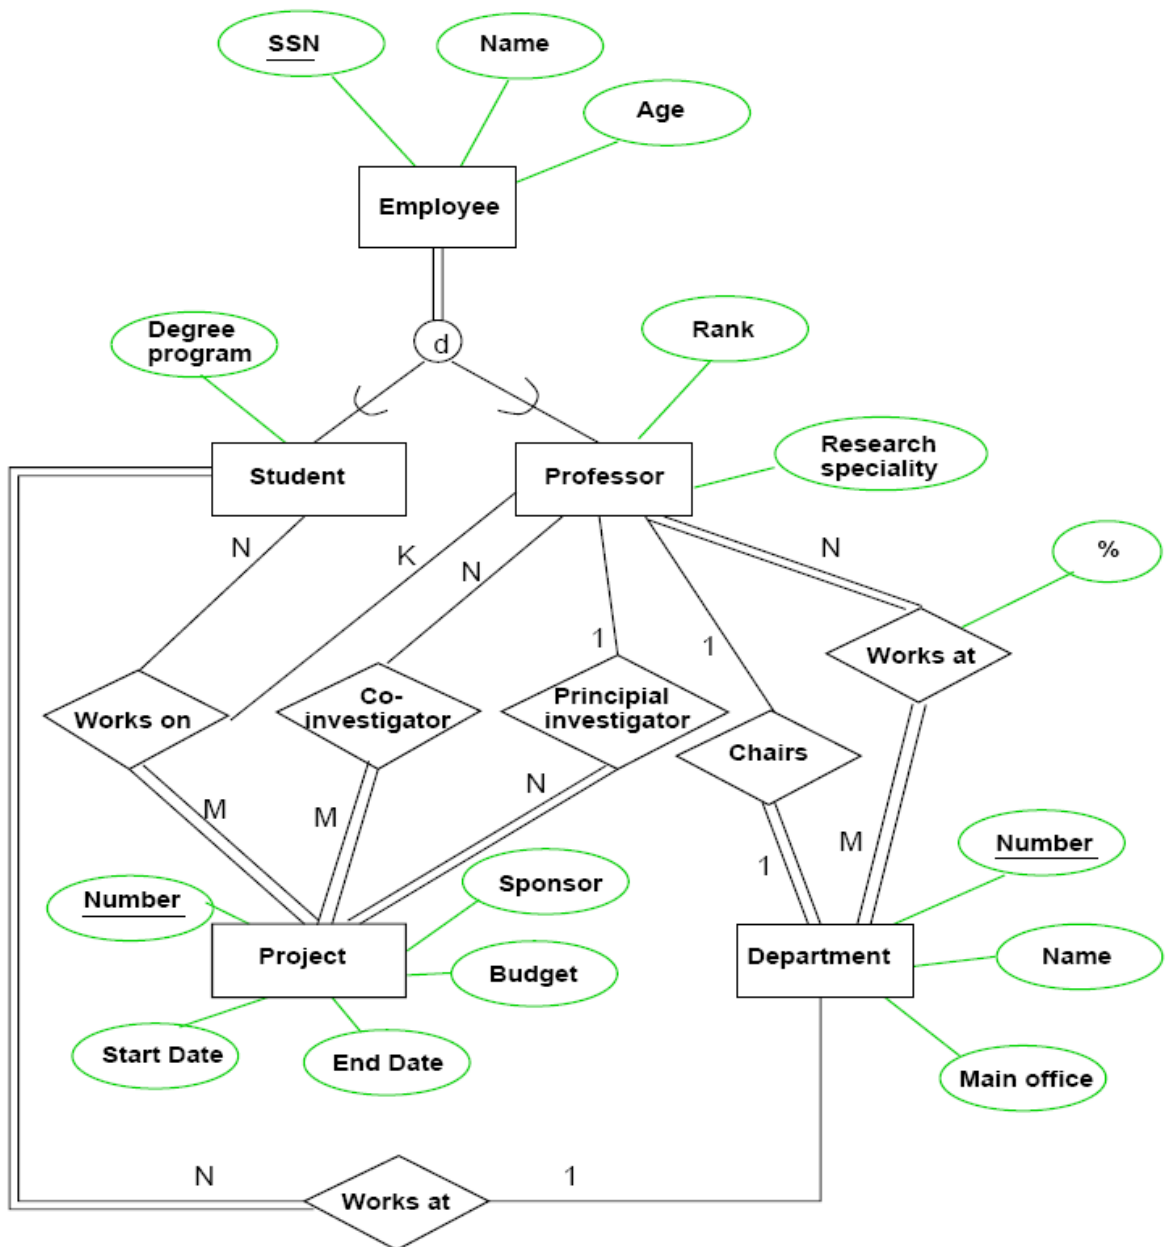 SSN
Name
Age
Employee
d
Degree
program
Rank
Research
speciality
Student
Professor
N
K
N
N
%
1
1
Works on
Co-
investigator
Principial
investigator
Works at
Chairs
M
M
N
1
M
Number
Sponsor
Number
Project
Budget
Department
Name
Start Date
End Date
Main office
N
Works at
1